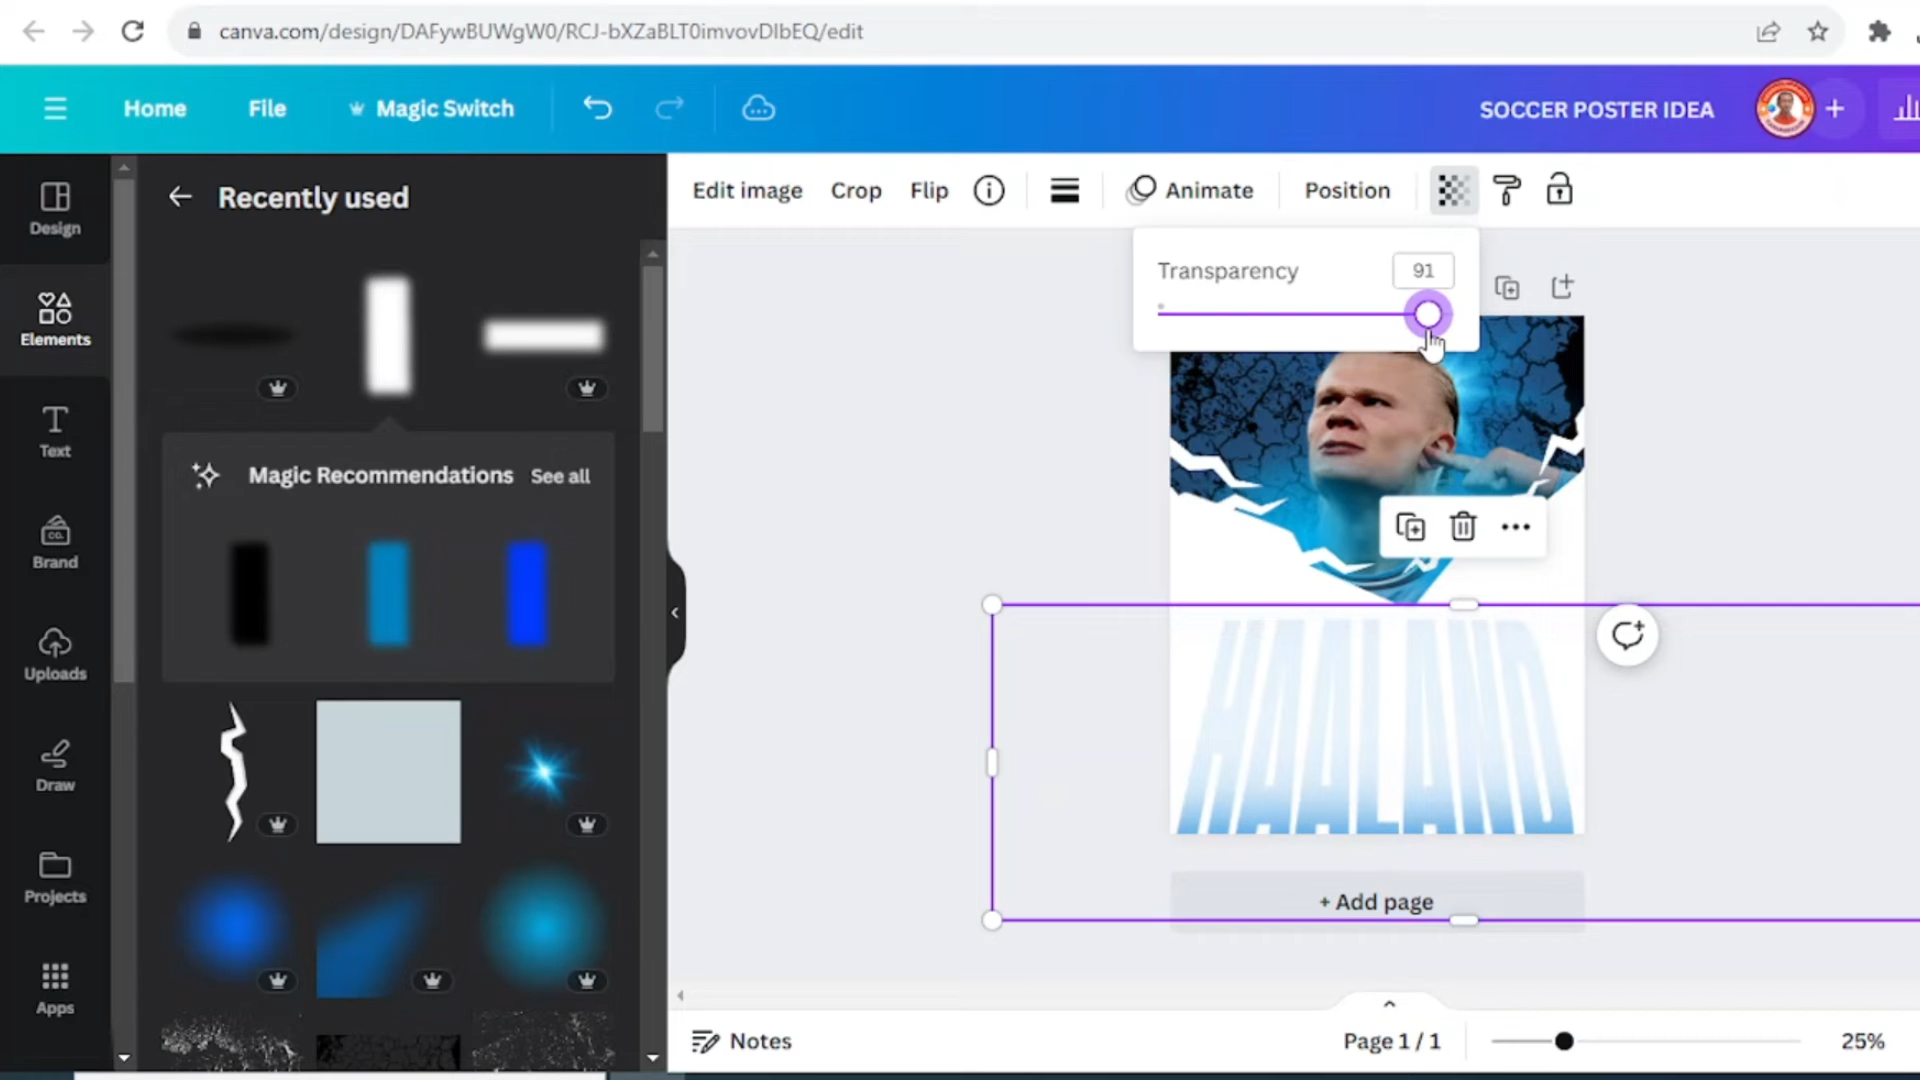 canva.com/design/DAFywBUWgW0/RCJ-bXZaBLT0imvovDlbEQ/edit
Home File Magic Switch SOCCER POSTER IDEA
Design
Elements
Text
Brand
Uploads
Draw
Projects
Apps
Recently used
Magic Recommendations See all
Edit image Crop Flip Animate Position
Transparency 91
HAALAND
+ Add page
Notes Page 1 / 1 25%